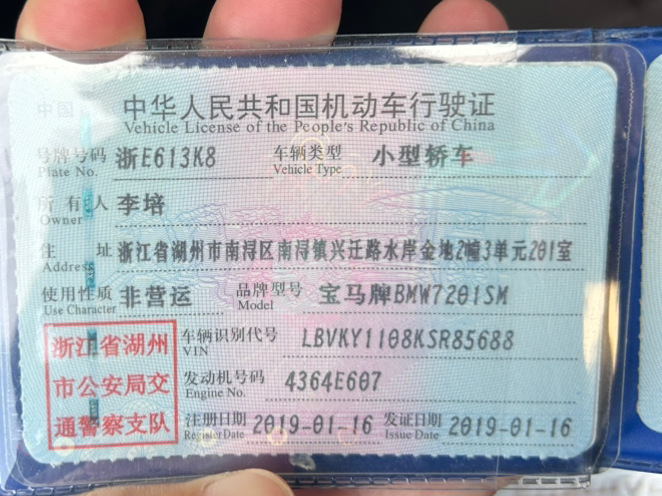 中国 中华人民共和国机动车行驶证
Vehicle License of the People's Republic of China
号牌号码 浙E613K8 车辆类型 小型轿车
Plate No. Vehicle Type
所有人 李培
Owner
住址 浙江省湖州市南浔区南浔镇兴迁路水岸金地2幢3单元201室
Address
使用性质 非营运 品牌型号 宝马牌BMW7201SM
Use Character Model
浙江省湖州
市公安局交
通警察支队
车辆识别代号 LBVKY1108KSR85688
VIN
发动机号码 4364E607
Engine No.
注册日期 2019-01-16 发证日期 2019-01-16
Register Date Issue Date